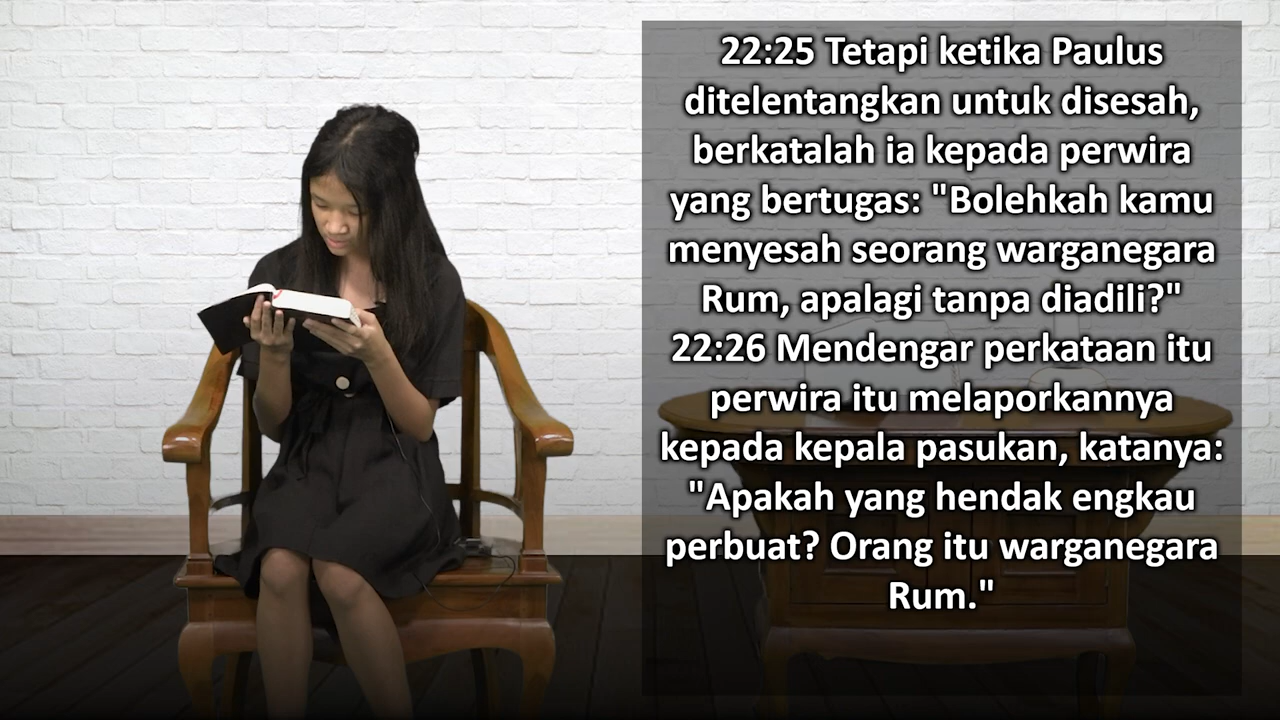 22:25 Tetapi ketika Paulus
ditelentangkan untuk disesah,
berkatalah ia kepada perwira
yang bertugas: "Bolehkah kamu
menyesah seorang warganegara
Rum, apalagi tanpa diadili?"
22:26 Mendengar perkataan itu
perwira itu melaporkannya
kepada kepala pasukan, katanya:
"Apakah yang hendak engkau
perbuat? Orang itu warganegara
Rum."